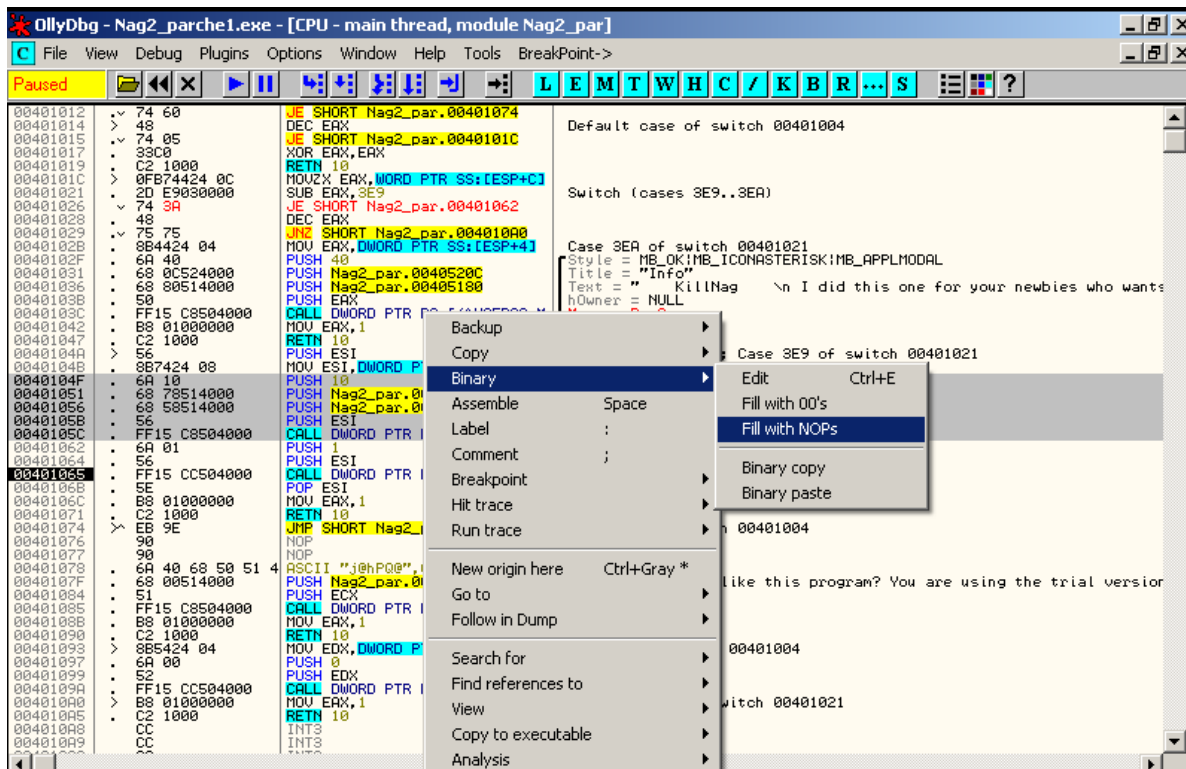 OllyDbg - Nag2_parche1.exe - [CPU - main thread, module Nag2_par]
C File View Debug Plugins Options Window Help Tools BreakPoint->
Paused L E M T W H C / K B R ... S ?
00401012 .v 74 60 JE SHORT Nag2_par.00401074
00401014 > 48 DEC EAX Default case of switch 00401004
00401015 .v 74 05 JE SHORT Nag2_par.0040101C
00401017 . 33C0 XOR EAX,EAX
00401019 . C2 1000 RETN 10
0040101C > 0FB74424 0C MOVZX EAX,WORD PTR SS:[ESP+C]
00401021 . 2D E9030000 SUB EAX,3E9 Switch (cases 3E9..3EA)
00401026 .v 74 3A JE SHORT Nag2_par.00401062
00401028 . 48 DEC EAX
00401029 .v 75 75 JNZ SHORT Nag2_par.004010A0
0040102B . 8B4424 04 MOV EAX,DWORD PTR SS:[ESP+4] Case 3EA of switch 00401021
0040102F . 6A 40 PUSH 40 Style = MB_OK|MB_ICONASTERISK|MB_APPLMODAL
00401031 . 68 0C524000 PUSH Nag2_par.0040520C Title = "Info"
00401036 . 68 80514000 PUSH Nag2_par.00405180 Text = " KillNag \n I did this one for your newbies who wants
0040103B . 50 PUSH EAX hOwner = NULL
0040103C . FF15 C8504000 CALL DWORD PTR
00401042 . B8 01000000 MOV EAX,1
00401047 . C2 1000 RETN 10
0040104A > 56 PUSH ESI ; Case 3E9 of switch 00401021
0040104B . 8B7424 08 MOV ESI,DWORD P
0040104F . 6A 10 PUSH 10
00401051 . 68 78514000 PUSH Nag2_par.0
00401056 . 68 58514000 PUSH Nag2_par.0
0040105B . 56 PUSH ESI
0040105C . FF15 C8504000 CALL DWORD PTR
00401062 . 6A 01 PUSH 1
00401064 . 56 PUSH ESI
00401065 . FF15 CC504000 CALL DWORD PTR
0040106B . 5E POP ESI
0040106C . B8 01000000 MOV EAX,1
00401071 . C2 1000 RETN 10
00401074 >^ EB 9E JMP SHORT Nag2_ 00401004
00401076 90 NOP
00401077 90 NOP
00401078 . 6A 40 68 50 51 4 ASCII "j@hPQ@",
0040107F . 68 00514000 PUSH Nag2_par.0 like this program? You are using the trial version
00401084 . 51 PUSH ECX
00401085 . FF15 C8504000 CALL DWORD PTR
0040108B . B8 01000000 MOV EAX,1
00401090 . C2 1000 RETN 10
00401093 > 8B5424 04 MOV EDX,DWORD P 00401004
00401097 . 6A 00 PUSH 0
00401099 . 52 PUSH EDX
0040109A . FF15 CC504000 CALL DWORD PTR
004010A0 > B8 01000000 MOV EAX,1 witch 00401021
004010A5 . C2 1000 RETN 10
004010A8 CC INT3
004010A9 CC INT3
Backup
Copy
Binary
Assemble Space
Label :
Comment ;
Breakpoint
Hit trace
Run trace
New origin here Ctrl+Gray *
Go to
Follow in Dump
Search for
Find references to
View
Copy to executable
Analysis
Edit Ctrl+E
Fill with 00's
Fill with NOPs
Binary copy
Binary paste